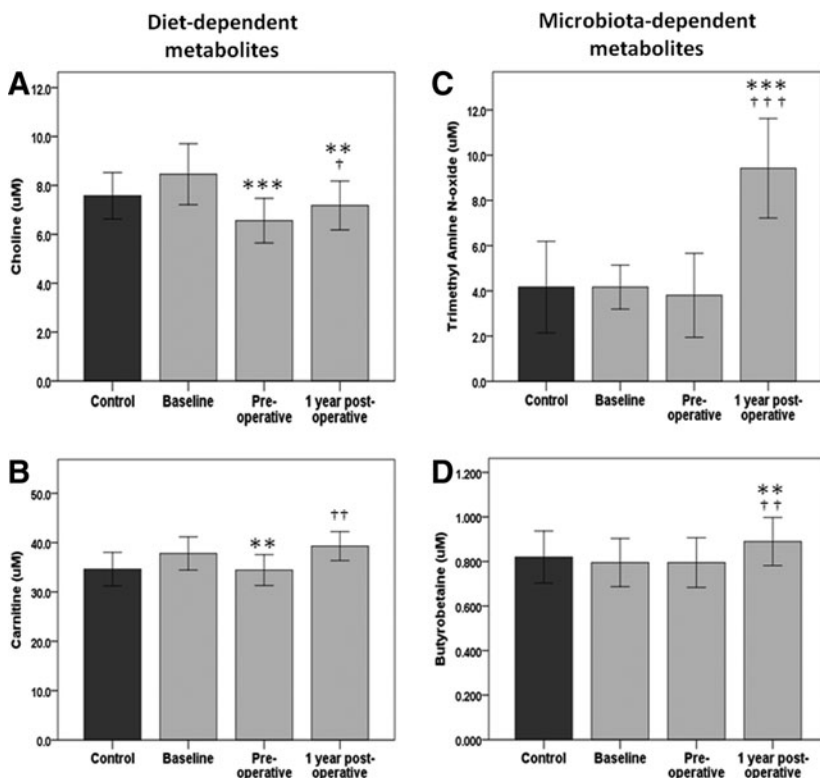 Diet-dependent
metabolites
A
Choline (uM)
12.0
10.0
8.0
6.0
4.0
2.0
0.0
***
**
†
Control
Baseline
Pre-
operative
1 year post-
operative
B
Carnitine (uM)
50.0
40.0
30.0
20.0
10.0
0.0
**
††
Control
Baseline
Pre-
operative
1 year post-
operative
Microbiota-dependent
metabolites
C
Trimethyl Amine N-oxide (uM)
12.0
10.0
8.0
6.0
4.0
2.0
0.0
***
†††
Control
Baseline
Pre-
operative
1 year post-
operative
D
Butyrobetaine (uM)
1.200
1.000
0.800
0.600
0.400
0.200
0.000
**
††
Control
Baseline
Pre-
operative
1 year post-
operative